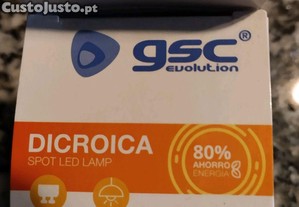 CustoJusto.pt
gsc®
evolution
DICROICA
SPOT LED LAMP
80%
AHORRO
ENERGIA